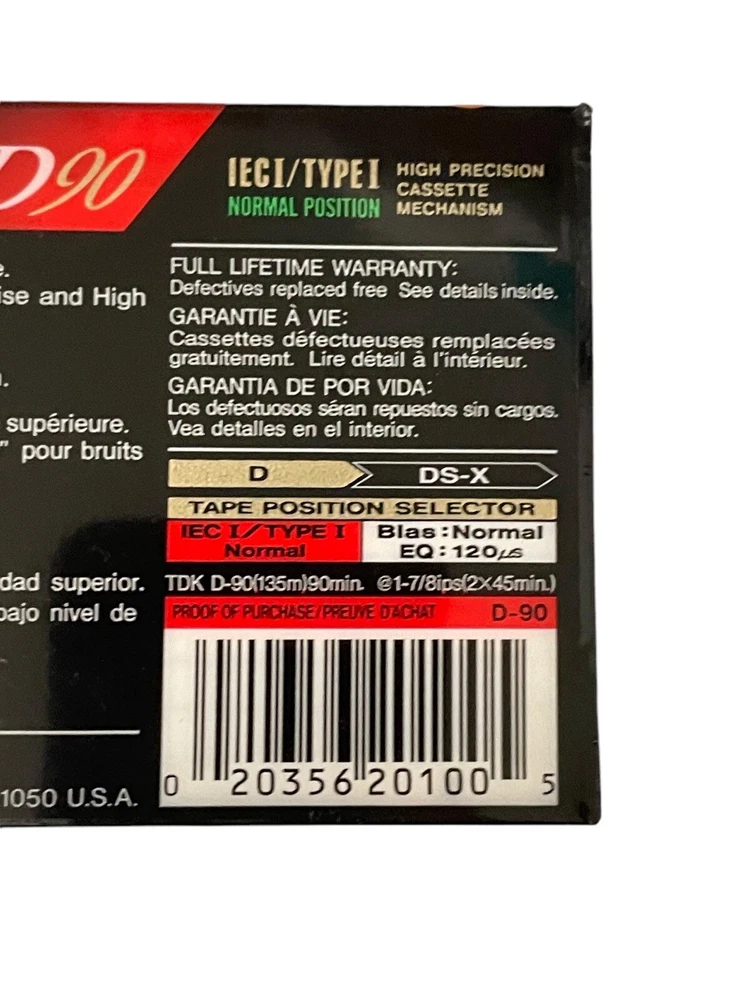 D90
IECI/TYPE I
NORMAL POSITION
HIGH PRECISION
CASSETTE
MECHANISM
ise and High
supérieure.
" pour bruits
dad superior.
bajo nivel de
1050 U.S.A.
FULL LIFETIME WARRANTY:
Defectives replaced free See details inside.
GARANTIE À VIE:
Cassettes défectueuses remplacées
gratuitement. Lire détail à l'intérieur.
GARANTIA DE POR VIDA:
Los defectuosos séran repuestos sin cargos.
Vea detalles en el interior.
D DS-X
TAPE POSITION SELECTOR
IEC I/TYPE I
Normal
Bias:Normal
EQ:120µs
TDK D-90(135m)90min. @1-7/8ips(2×45min.)
PROOF OF PURCHASE/PREUVE D'ACHAT D-90
0 20356 20100 5